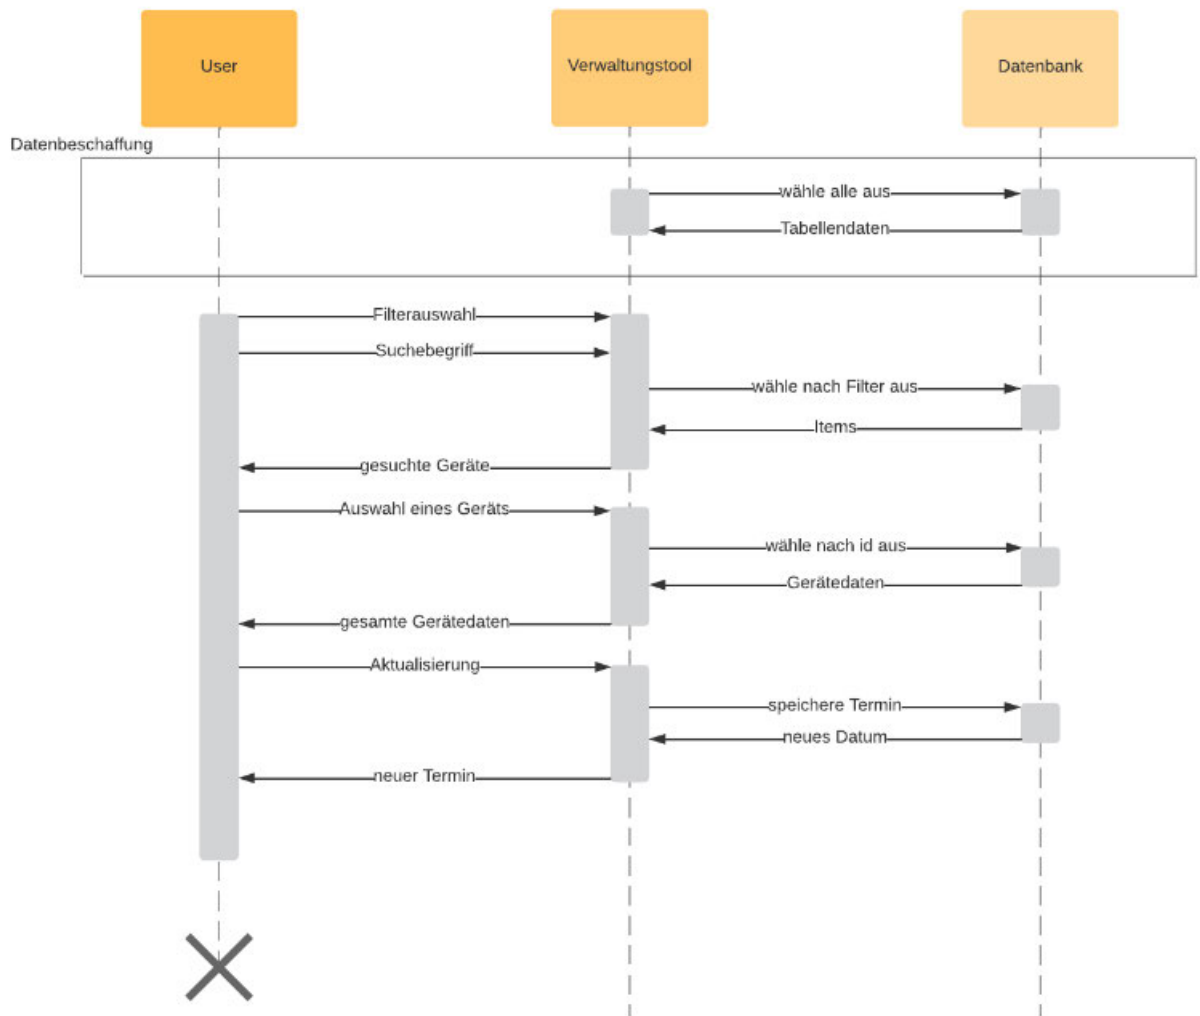 User
Verwaltungstool
Datenbank
Datenbeschaffung
wähle alle aus
Tabellendaten
Filterauswahl
Suchebegriff
wähle nach Filter aus
Items
gesuchte Geräte
Auswahl eines Geräts
wähle nach id aus
Gerätedaten
gesamte Gerätedaten
Aktualisierung
speichere Termin
neues Datum
neuer Termin